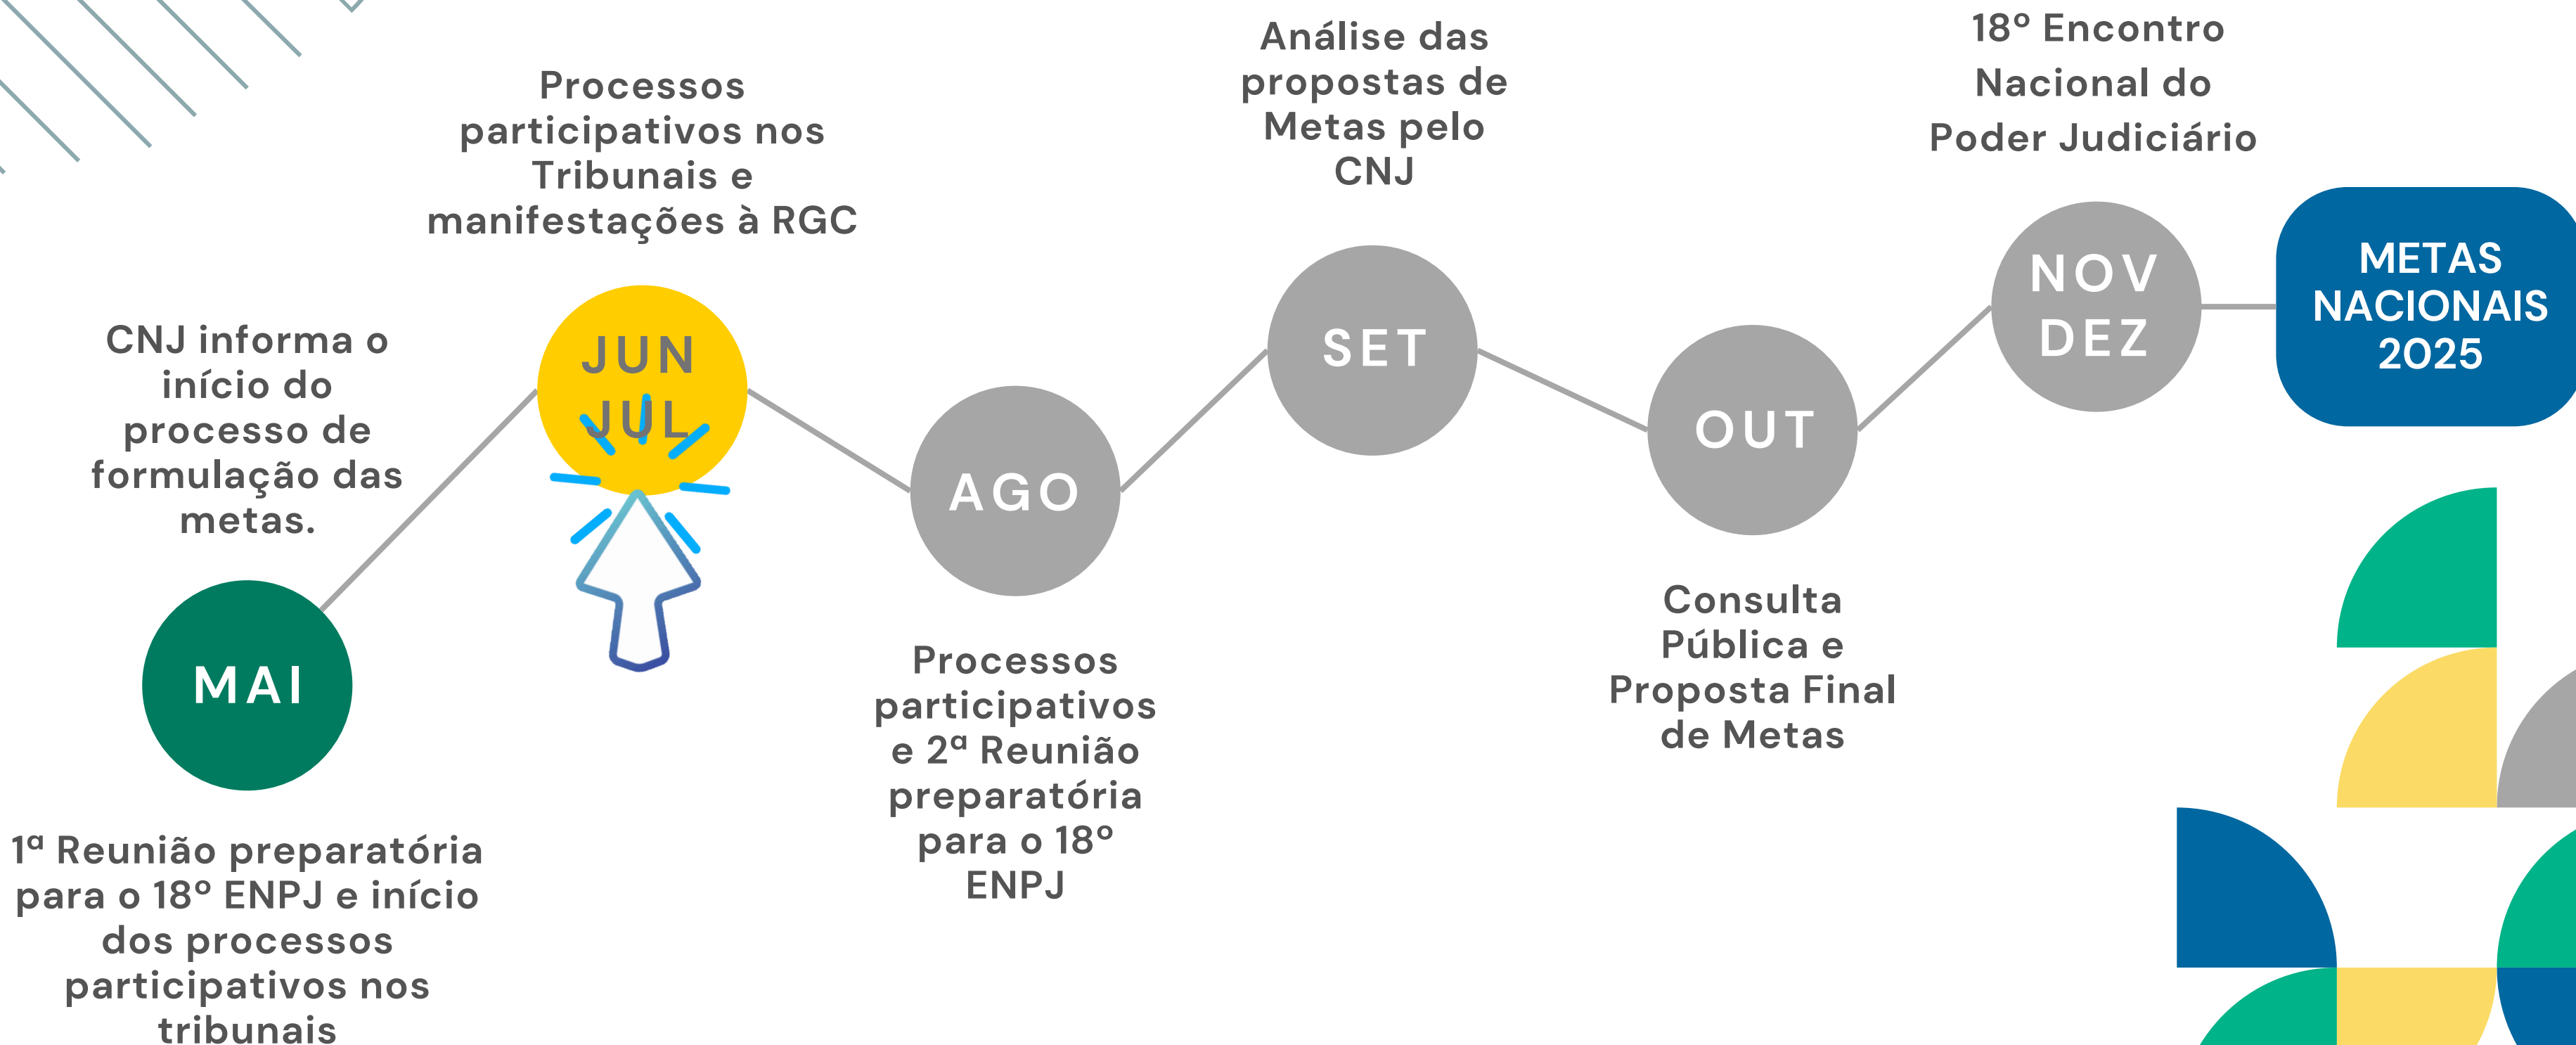 CNJ informa o
início do
processo de
formulação das
metas.
MAI
1ª Reunião preparatória
para o 18º ENPJ e início
dos processos
participativos nos
tribunais
Processos
participativos nos
Tribunais e
manifestações à RGC
JUN
JUL
AGO
Processos
participativos
e 2ª Reunião
preparatória
para o 18º
ENPJ
Análise das
propostas de
Metas pelo
CNJ
SET
OUT
Consulta
Pública e
Proposta Final
de Metas
18º Encontro
Nacional do
Poder Judiciário
NOV
DEZ
METAS
NACIONAIS
2025